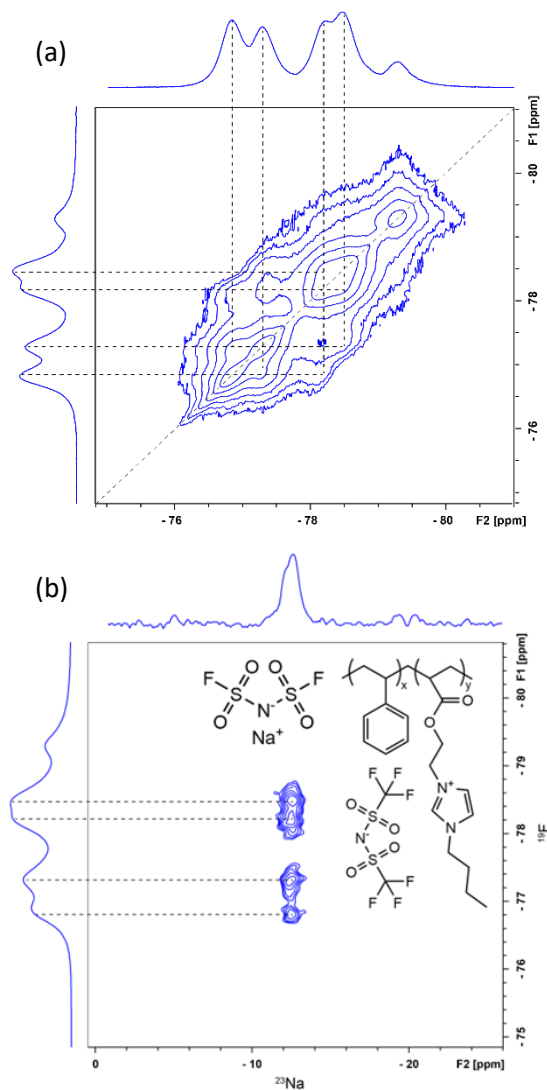 (a)
F1 [ppm]
- 80
- 78
- 76
- 76
- 78
- 80
F2 [ppm]
(b)
F1 [ppm]
- 80
- 79
- 78
- 77
- 76
- 75
19F
F
S
O
O
N-
S
O
O
F
Na+
x
y
O
O
N+
N
F
F
F
O
S
O
N-
S
O
O
F
F
F
0
- 10
- 20
F2 [ppm]
23Na